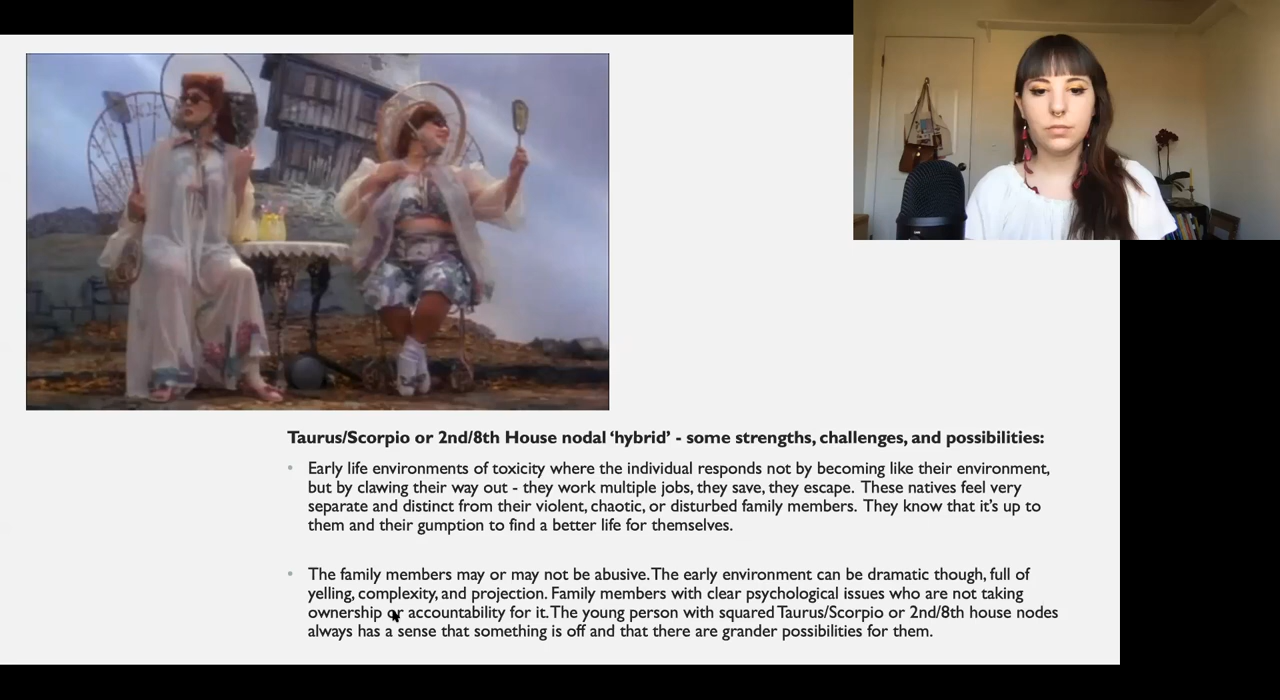 Taurus/Scorpio or 2nd/8th House nodal ‘hybrid’ - some strengths, challenges, and possibilities:
• Early life environments of toxicity where the individual responds not by becoming like their environment,
but by clawing their way out - they work multiple jobs, they save, they escape. These natives feel very
separate and distinct from their violent, chaotic, or disturbed family members. They know that it’s up to
them and their gumption to find a better life for themselves.
• The family members may or may not be abusive. The early environment can be dramatic though, full of
yelling, complexity, and projection. Family members with clear psychological issues who are not taking
ownership or accountability for it. The young person with squared Taurus/Scorpio or 2nd/8th house nodes
always has a sense that something is off and that there are grander possibilities for them.